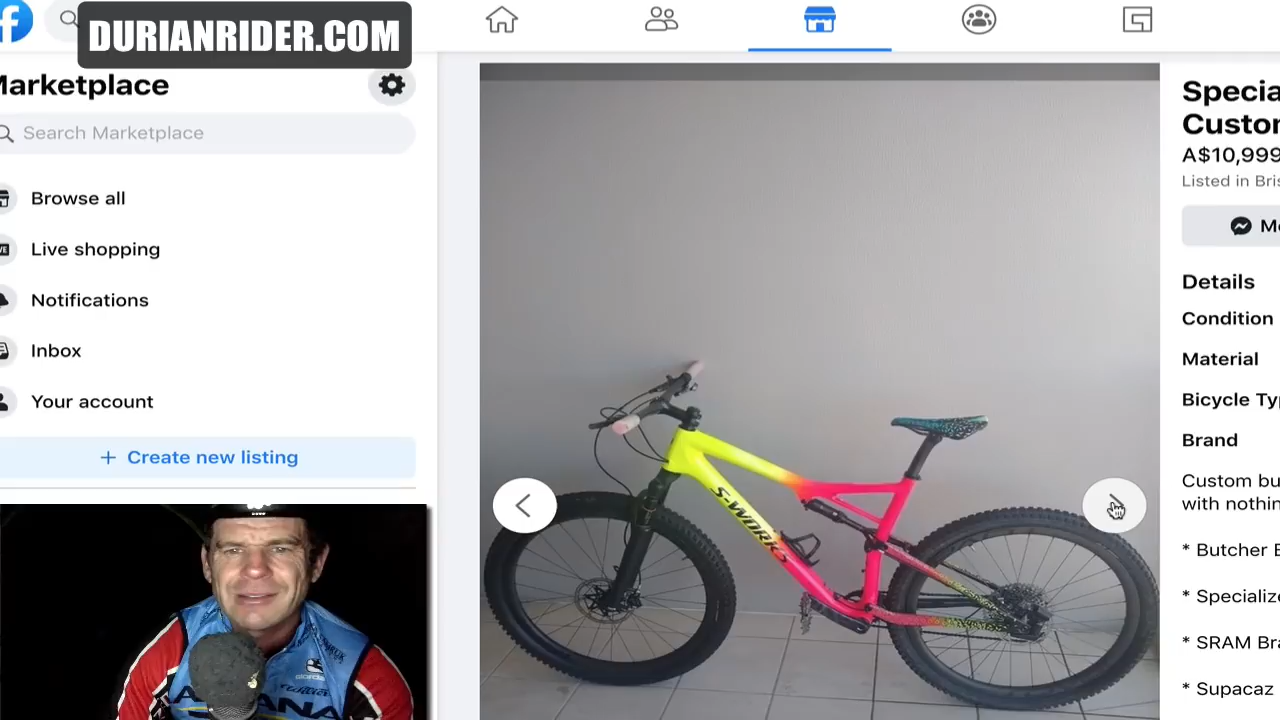 DURIANRIDER.COM
Marketplace
Search Marketplace
Browse all
Live shopping
Notifications
Inbox
Your account
+ Create new listing
S-WORKS
Specia
Custor
A$10,999
Listed in Bris
Me
Details
Condition
Material
Bicycle Typ
Brand
Custom bu
with nothin
* Butcher E
* Specialize
* SRAM Bra
* Supacaz